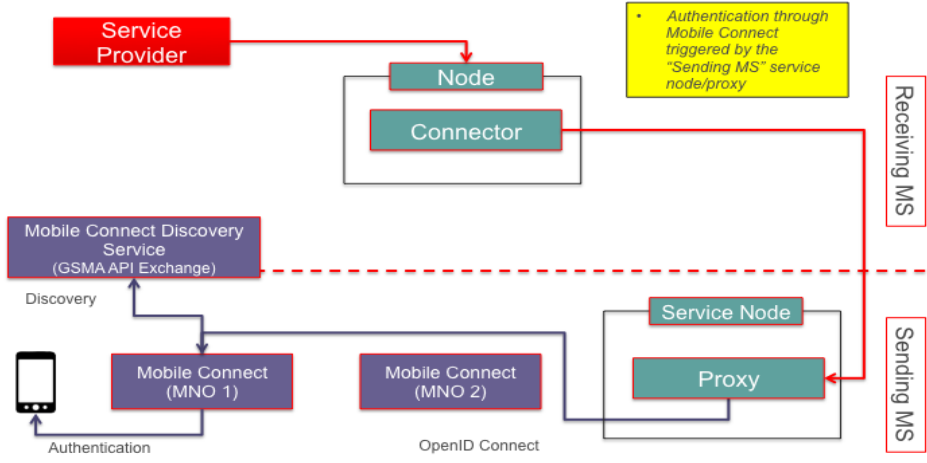 Service
Provider
Node
Connector
• Authentication through
Mobile Connect
triggered by the
“Sending MS” service
node/proxy
Receiving MS
Mobile Connect Discovery
Service
(GSMA API Exchange)
Discovery
Service Node
Proxy
Sending MS
Mobile Connect
(MNO 1)
Mobile Connect
(MNO 2)
Authentication
OpenID Connect